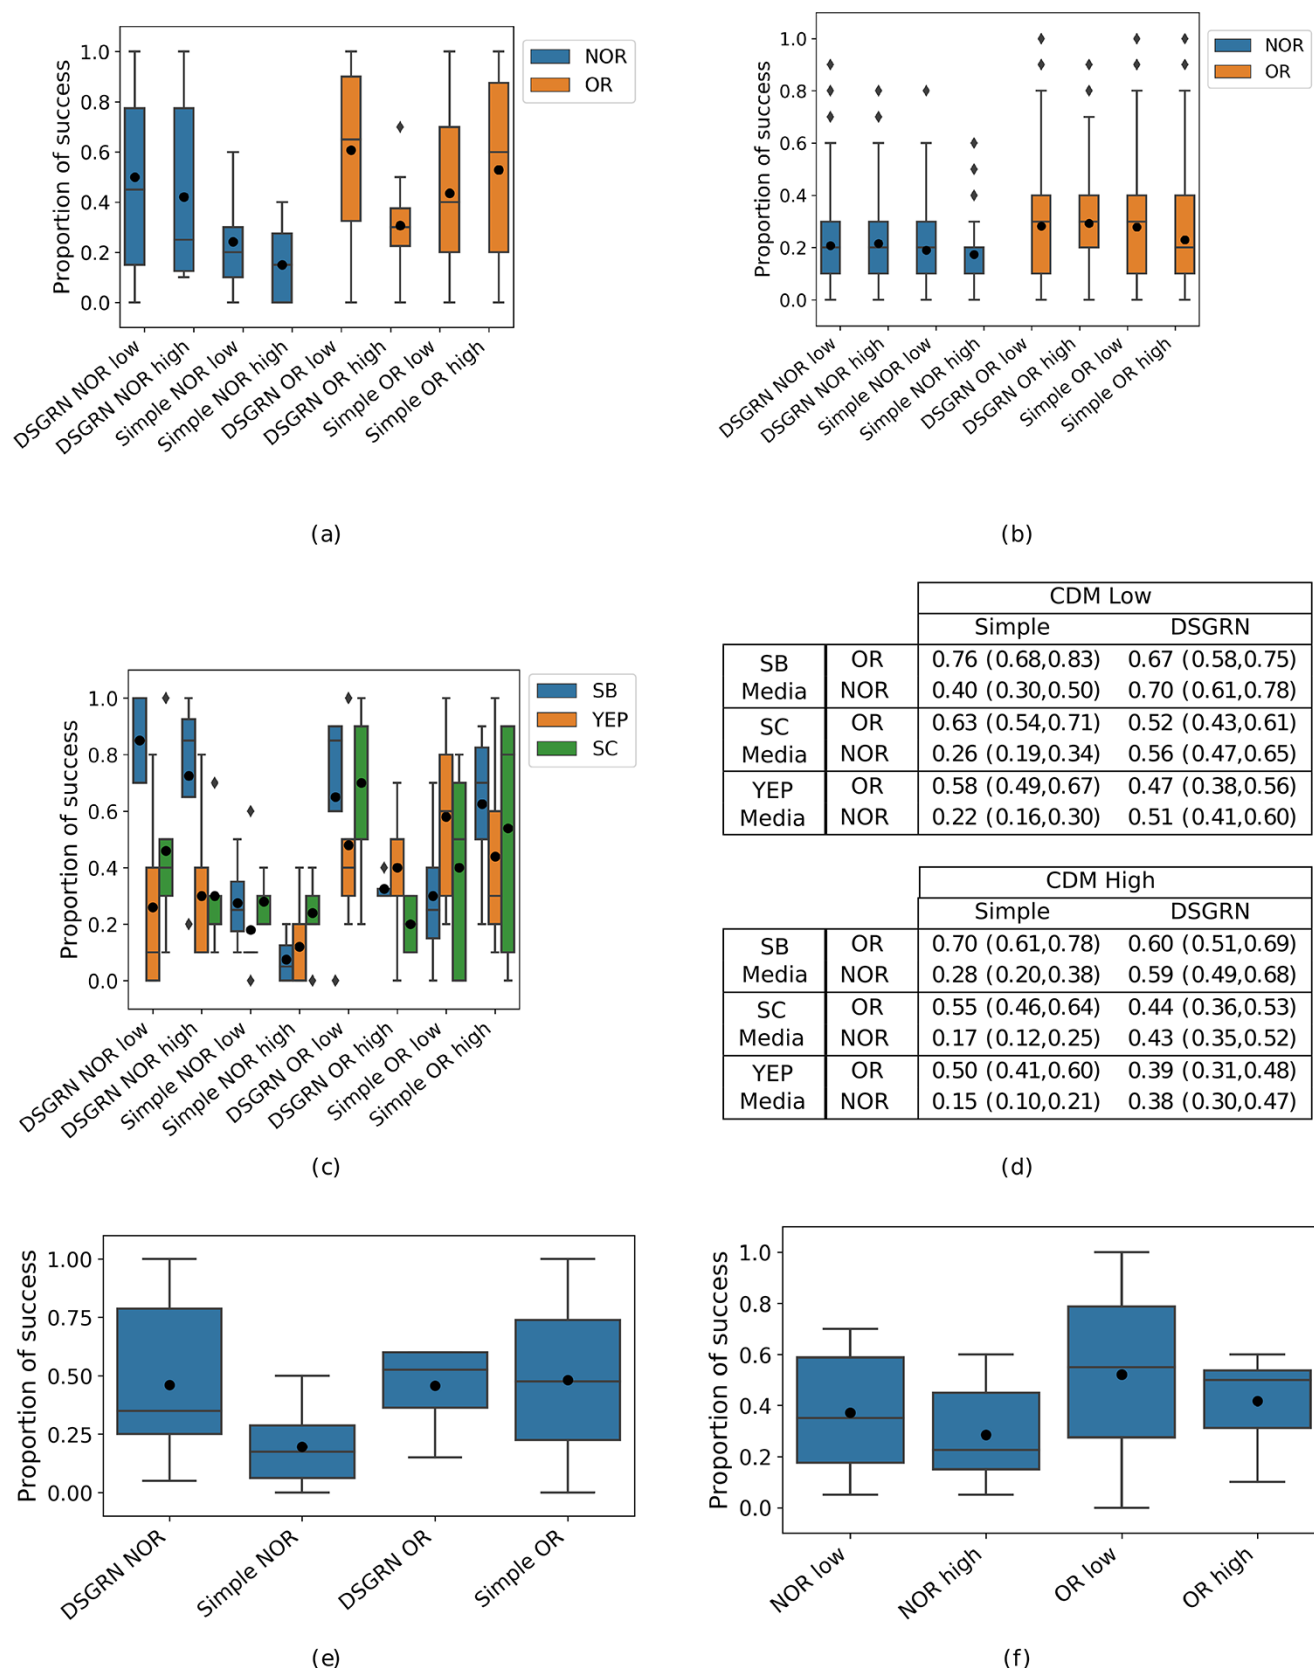 Proportion of success
1.0
0.8
0.6
0.4
0.2
0.0
NOR
OR
DSGRN NOR low
DSGRN NOR high
Simple NOR low
Simple NOR high
DSGRN OR low
DSGRN OR high
Simple OR low
Simple OR high
(a)
Proportion of success
1.0
0.8
0.6
0.4
0.2
0.0
NOR
OR
DSGRN NOR low
DSGRN NOR high
Simple NOR low
Simple NOR high
DSGRN OR low
DSGRN OR high
Simple OR low
Simple OR high
(b)
Proportion of success
1.0
0.8
0.6
0.4
0.2
0.0
SB
YEP
SC
DSGRN NOR low
DSGRN NOR high
Simple NOR low
Simple NOR high
DSGRN OR low
DSGRN OR high
Simple OR low
Simple OR high
(c)
CDM Low
Simple DSGRN
SB OR 0.76 (0.68,0.83) 0.67 (0.58,0.75)
Media NOR 0.40 (0.30,0.50) 0.70 (0.61,0.78)
SC OR 0.63 (0.54,0.71) 0.52 (0.43,0.61)
Media NOR 0.26 (0.19,0.34) 0.56 (0.47,0.65)
YEP OR 0.58 (0.49,0.67) 0.47 (0.38,0.56)
Media NOR 0.22 (0.16,0.30) 0.51 (0.41,0.60)
CDM High
Simple DSGRN
SB OR 0.70 (0.61,0.78) 0.60 (0.51,0.69)
Media NOR 0.28 (0.20,0.38) 0.59 (0.49,0.68)
SC OR 0.55 (0.46,0.64) 0.44 (0.36,0.53)
Media NOR 0.17 (0.12,0.25) 0.43 (0.35,0.52)
YEP OR 0.50 (0.41,0.60) 0.39 (0.31,0.48)
Media NOR 0.15 (0.10,0.21) 0.38 (0.30,0.47)
(d)
Proportion of success
1.00
0.75
0.50
0.25
0.00
DSGRN NOR
Simple NOR
DSGRN OR
Simple OR
(e)
Proportion of success
1.0
0.8
0.6
0.4
0.2
0.0
NOR low
NOR high
OR low
OR high
(f)